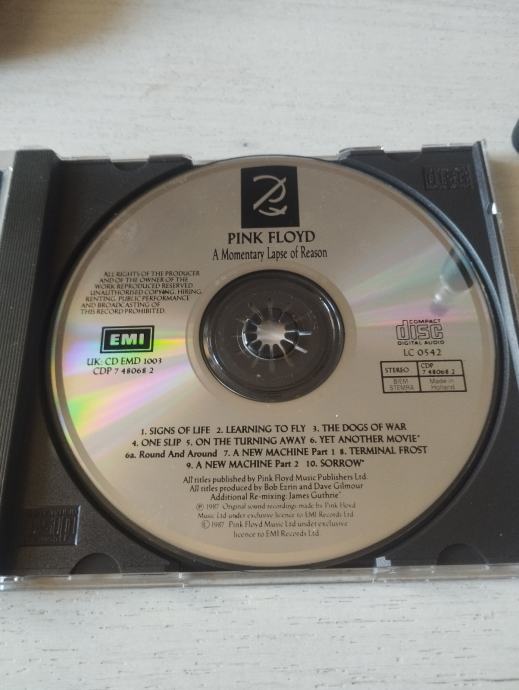 PINK FLOYD
A Momentary Lapse of Reason
ALL RIGHTS OF THE PRODUCER
AND OF THE OWNER OF THE
WORK REPRODUCED RESERVED
UNAUTHORISED COPYING, HIRING,
RENTING, PUBLIC PERFORMANCE
AND BROADCASTING OF
THIS RECORD PROHIBITED.
EMI
UK: CD EMD 1003
CDP 7 48068 2
COMPACT
disc
DIGITAL AUDIO
LC 0542
STEREO
CDP
7 48068 2
BIEM
STEMRA
Made in
Holland
1. SIGNS OF LIFE 2. LEARNING TO FLY 3. THE DOGS OF WAR
4. ONE SLIP 5. ON THE TURNING AWAY 6. YET ANOTHER MOVIE*
6a. Round And Around 7. A NEW MACHINE Part 1 8. TERMINAL FROST
9. A NEW MACHINE Part 2 10. SORROW*
All titles published by Pink Floyd Music Publishers Ltd.
All titles produced by Bob Ezrin and Dave Gilmour
Additional Re-mixing: James Guthrie*
℗ 1987 Original sound recordings made by Pink Floyd
Music Ltd under exclusive licence to EMI Records Ltd
© 1987 Pink Floyd Music Ltd under exclusive
licence to EMI Records Ltd.